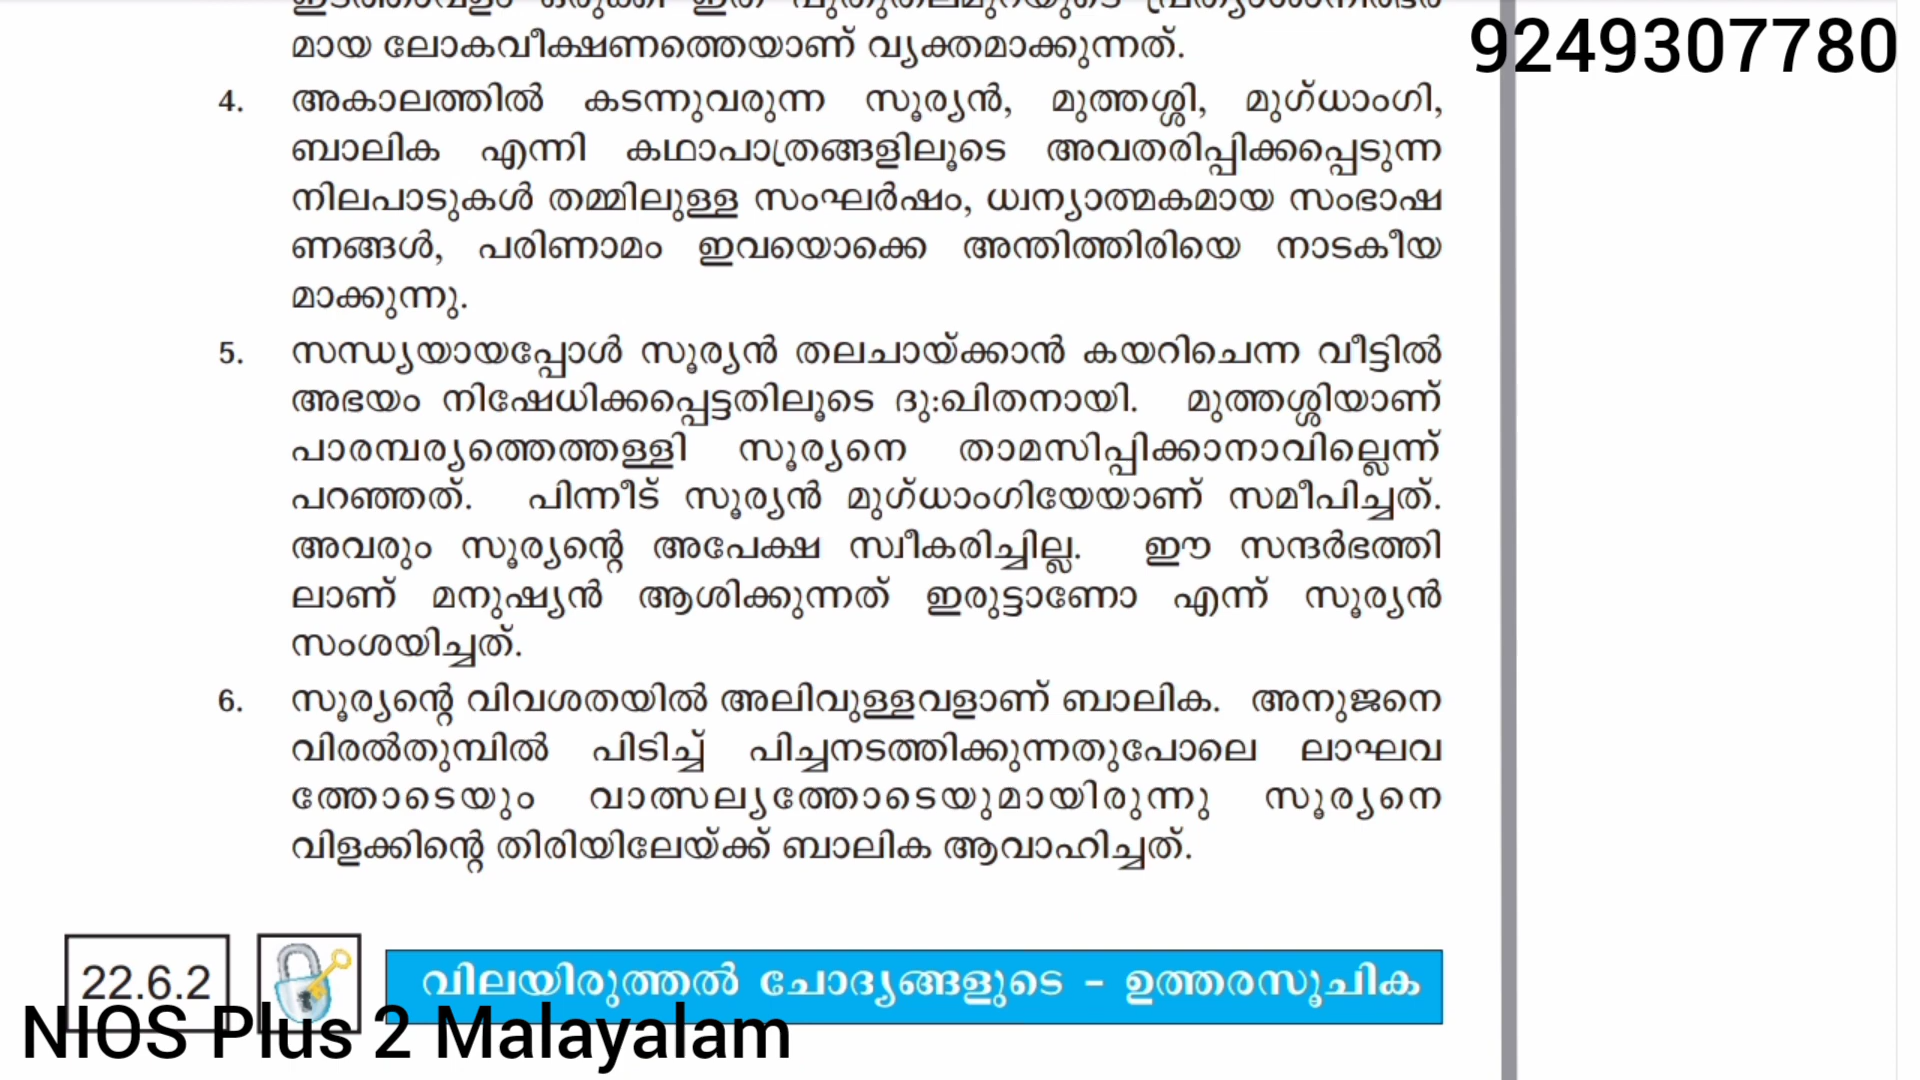 മായ ലോകവീക്ഷണത്തെയാണ് വ്യക്തമാക്കുന്നത്.
9249307780
4. അകാലത്തിൽ കടന്നുവരുന്ന സൂര്യൻ, മുത്തശ്ശി, മുഗ്ധാംഗി,
ബാലിക എന്നി കഥാപാത്രങ്ങളിലൂടെ അവതരിപ്പിക്കപ്പെടുന്ന
നിലപാടുകൾ തമ്മിലുള്ള സംഘർഷം, ധ്വന്യാത്മകമായ സംഭാഷ
ണങ്ങൾ, പരിണാമം ഇവയൊക്കെ അന്തിത്തിരിയെ നാടകീയ
മാക്കുന്നു.
5. സന്ധ്യയായപ്പോൾ സൂര്യൻ തലചായ്ക്കാൻ കയറിചെന്ന വീട്ടിൽ
അഭയം നിഷേധിക്കപ്പെട്ടതിലൂടെ ദു:ഖിതനായി. മുത്തശ്ശിയാണ്
പാരമ്പര്യത്തെത്തള്ളി സൂര്യനെ താമസിപ്പിക്കാനാവില്ലെന്ന്
പറഞ്ഞത്. പിന്നീട് സൂര്യൻ മുഗ്ധാംഗിയേയാണ് സമീപിച്ചത്.
അവരും സൂര്യന്റെ അപേക്ഷ സ്വീകരിച്ചില്ല. ഈ സന്ദർഭത്തി
ലാണ് മനുഷ്യൻ ആശിക്കുന്നത് ഇരുട്ടാണോ എന്ന് സൂര്യൻ
സംശയിച്ചത്.
6. സൂര്യന്റെ വിവശതയിൽ അലിവുള്ളവളാണ് ബാലിക. അനുജനെ
വിരൽതുമ്പിൽ പിടിച്ച് പിച്ചനടത്തിക്കുന്നതുപോലെ ലാഘവ
ത്തോടെയും വാത്സല്യത്തോടെയുമായിരുന്നു സൂര്യനെ
വിളക്കിന്റെ തിരിയിലേയ്ക്ക് ബാലിക ആവാഹിച്ചത്.
22.6.2 വിലയിരുത്തൽ ചോദ്യങ്ങളുടെ - ഉത്തരസൂചിക
NIOS Plus 2 Malayalam